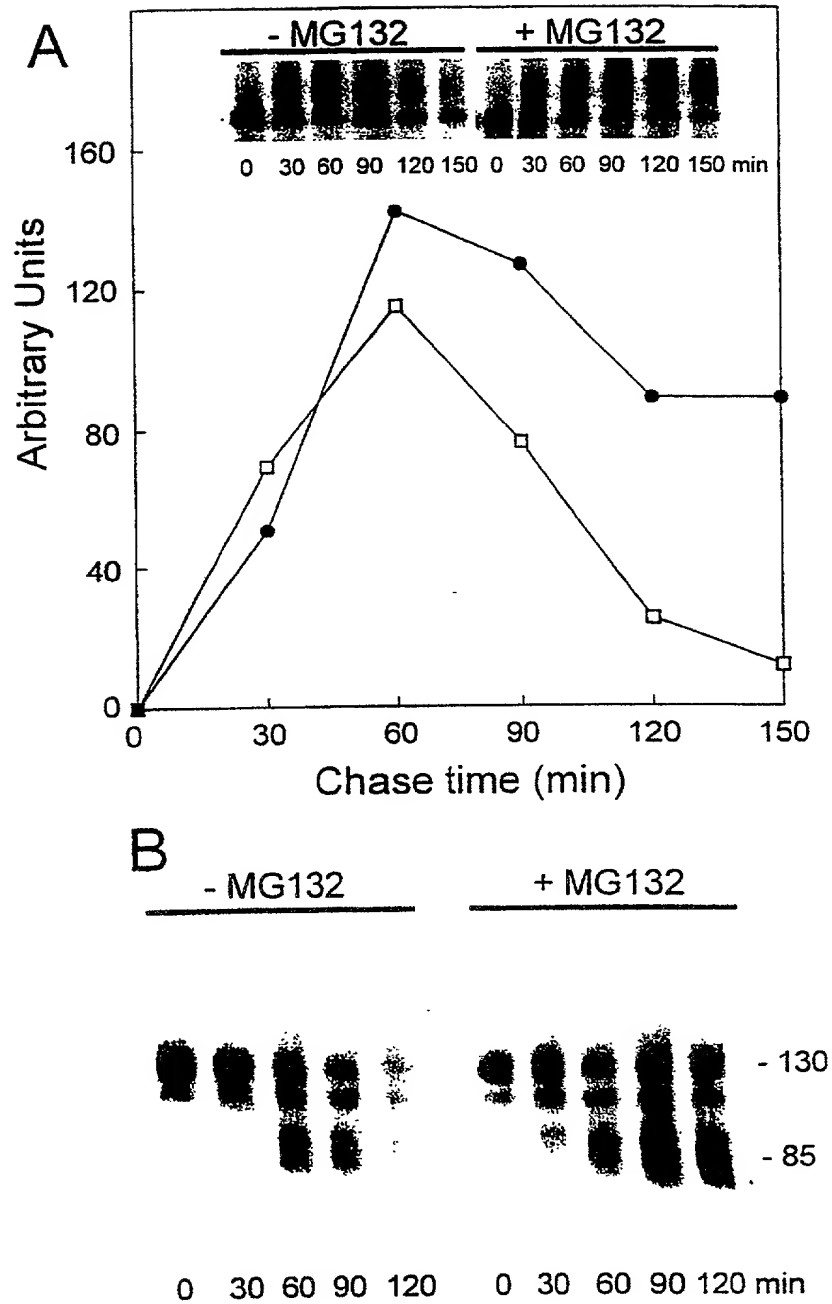 A
- MG132 + MG132
0 30 60 90 120 150 0 30 60 90 120 150 min
160
120
80
40
0
Arbitrary Units
0 30 60 90 120 150
Chase time (min)
B
- MG132 + MG132
- 130
- 85
0 30 60 90 120 0 30 60 90 120 min